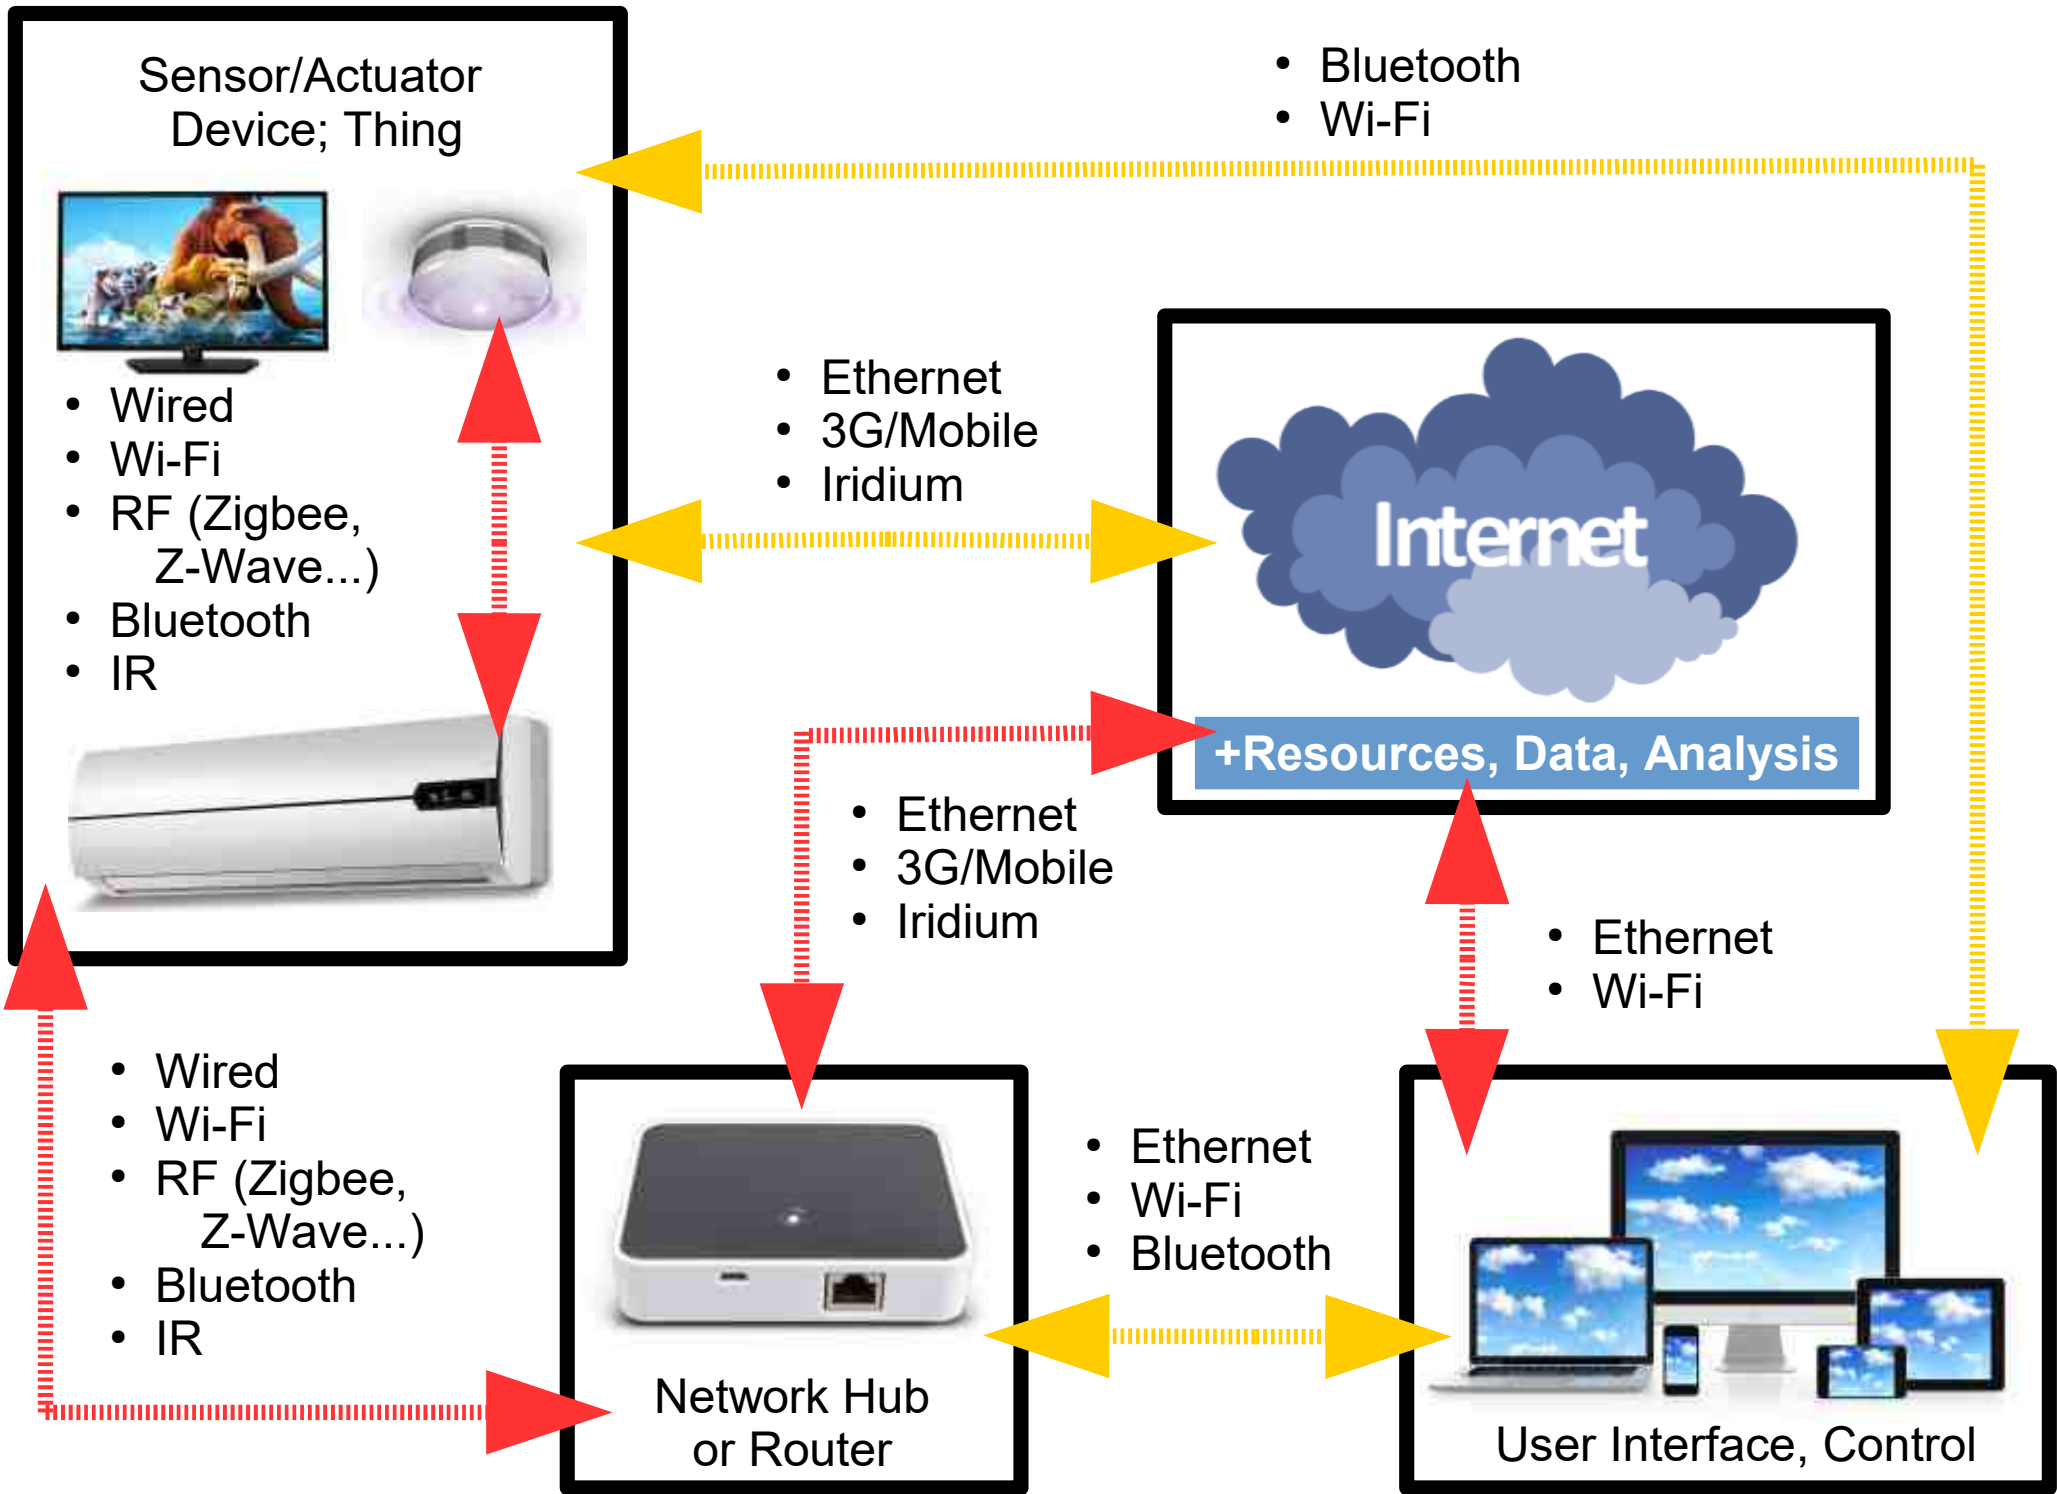 Sensor/Actuator
Device; Thing
• Wired
• Wi-Fi
• RF (Zigbee,
Z-Wave...)
• Bluetooth
• IR
• Bluetooth
• Wi-Fi
• Ethernet
• 3G/Mobile
• Iridium
Internet
+Resources, Data, Analysis
• Ethernet
• 3G/Mobile
• Iridium
• Ethernet
• Wi-Fi
• Wired
• Wi-Fi
• RF (Zigbee,
Z-Wave...)
• Bluetooth
• IR
• Ethernet
• Wi-Fi
• Bluetooth
Network Hub
or Router
User Interface, Control